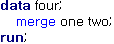 data four;
merge one two;
run;